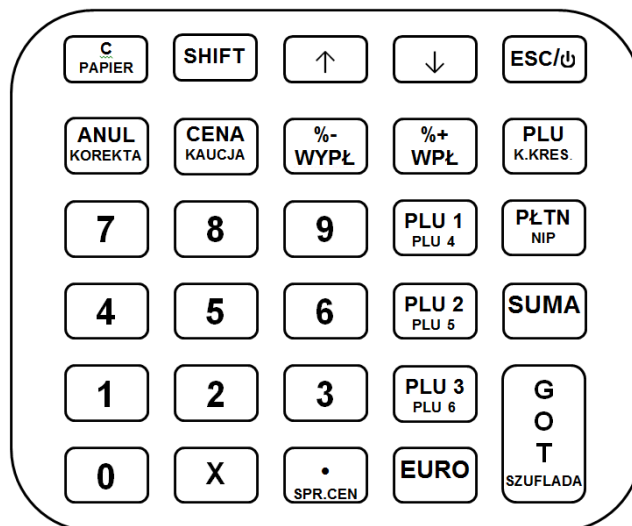 C
PAPIER
SHIFT
↑
↓
ESC/⏻
ANUL
KOREKTA
CENA
KAUCJA
%-
WYPŁ
%+
WPŁ
PLU
K.KRES.
7
8
9
PLU 1
PLU 4
PŁTN
NIP
4
5
6
PLU 2
PLU 5
SUMA
1
2
3
PLU 3
PLU 6
G
O
T
SZUFLADA
0
X
.
SPR.CEN
EURO